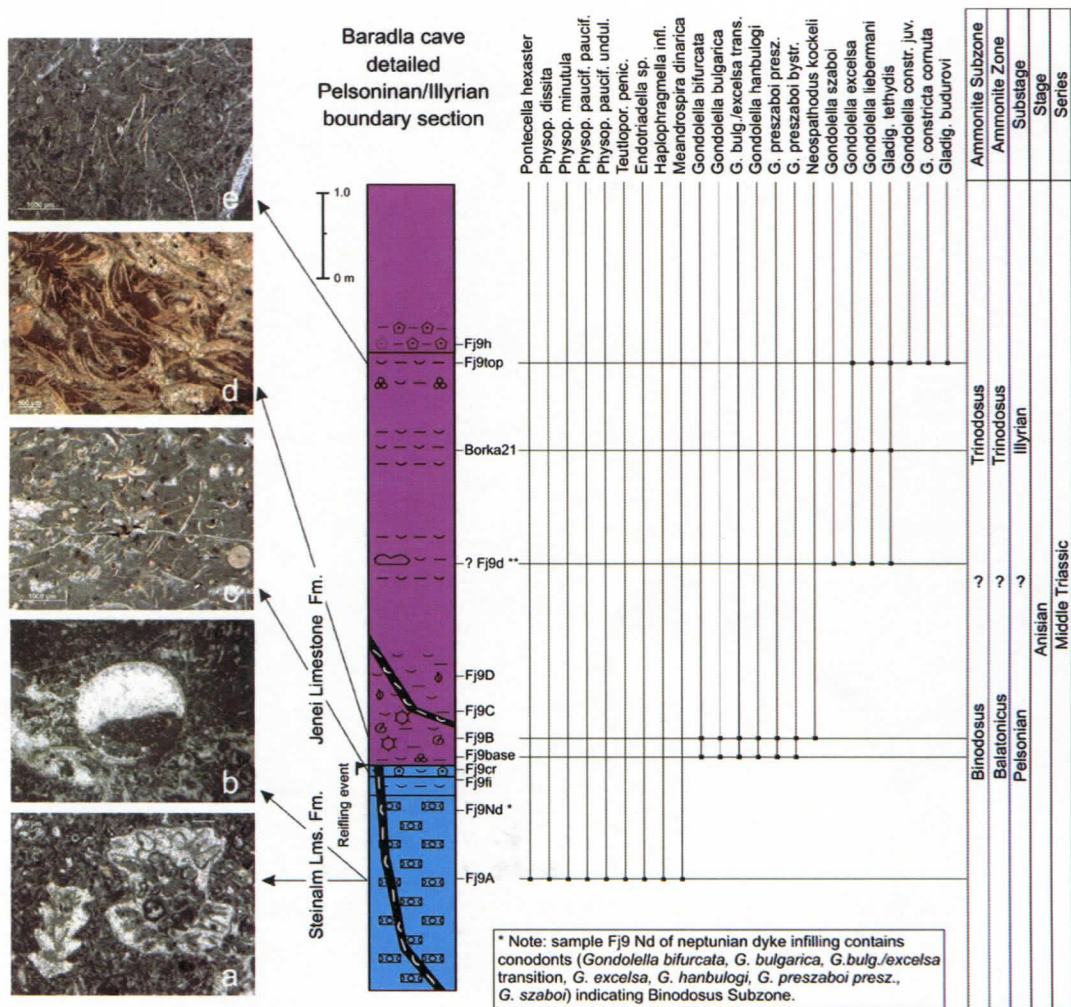 Baradla cave
detailed
Pelsoninan/Illyrian
boundary section
1.0
0 m
e
d
c
b
a
1000 µm
1000 µm
Jenei Limestone Fm.
Steinalm Lms. Fm.
Reifling event
Fj9h
Fj9top
Borka21
? Fj9d **
Fj9D
Fj9C
Fj9B
Fj9base
Fj9cr
Fj9fi
Fj9Nd *
Fj9A
Pontecella hexaster
Physop. dissita
Physop. minutula
Physop. paucif. paucif.
Physop. paucif. undul.
Teutlopor. penic.
Endotriadella sp.
Haplophragmella infl.
Meandrospira dinarica
Gondolella bifurcata
Gondolella bulgarica
G. bulg./excelsa trans.
Gondolella hanbulogi
G. preszaboi presz.
G. preszaboi bystr.
Neospathodus kockeli
Gondolella szaboi
Gondolella excelsa
Gondolella liebermani
Gladig. tethydis
Gondolella constr. juv.
G. constricta cornuta
Gladig. budurovi
Ammonite Subzone
Ammonite Zone
Substage
Stage
Series
Trinodosus
Trinodosus
Illyrian
?
?
?
Binodosus
Balatonicus
Pelsonian
Anisian
Middle Triassic
* Note: sample Fj9 Nd of neptunian dyke infilling contains
conodonts (Gondolella bifurcata, G. bulgarica, G.bulg./excelsa
transition, G. excelsa, G. hanbulogi, G. preszaboi presz.,
G. szaboi) indicating Binodosus Subzone.